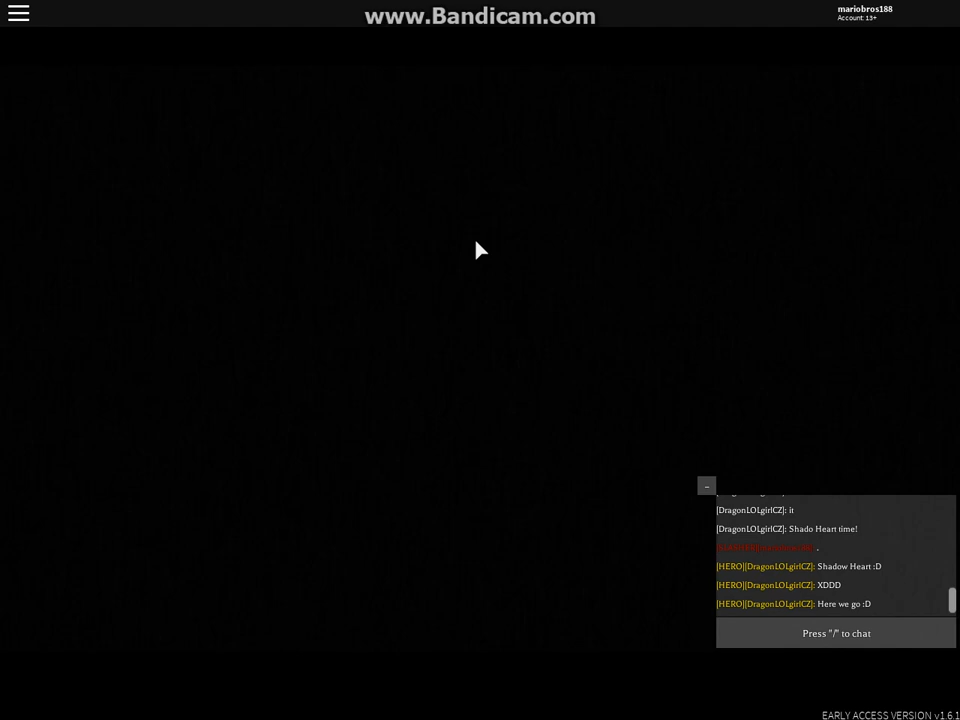 www.Bandicam.com
mariobros188
Account: 13+
–
[DragonLOLgirlCZ]: it
[DragonLOLgirlCZ]: Shado Heart time!
.
[HERO][DragonLOLgirlCZ]: Shadow Heart :D
[HERO][DragonLOLgirlCZ]: XDDD
[HERO][DragonLOLgirlCZ]: Here we go :D
Press "/" to chat
EARLY ACCESS VERSION v1.6.1